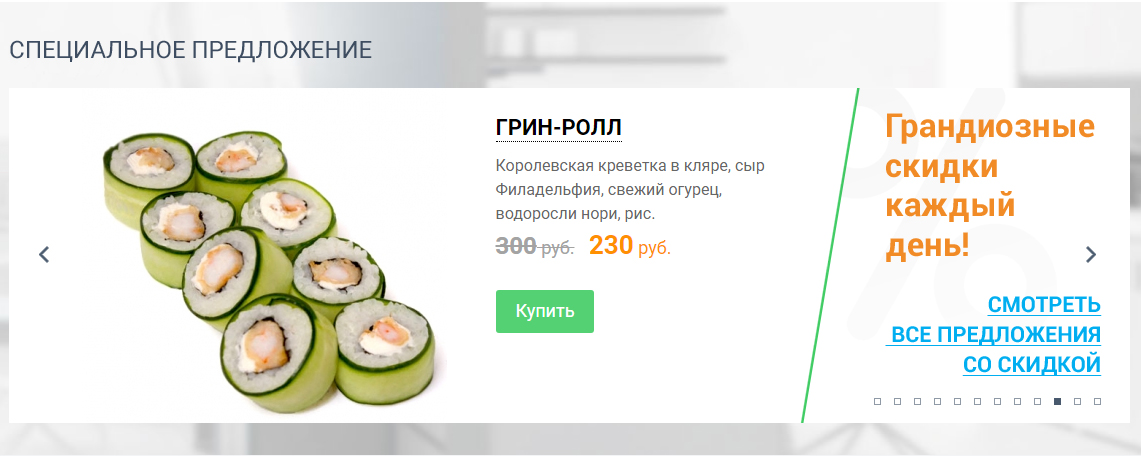 СПЕЦИАЛЬНОЕ ПРЕДЛОЖЕНИЕ
ГРИН-РОЛЛ
Королевская креветка в кляре, сыр
Филадельфия, свежий огурец,
водоросли нори, рис.
300 руб. 230 руб.
Купить
Грандиозные
скидки
каждый
день!
СМОТРЕТЬ
ВСЕ ПРЕДЛОЖЕНИЯ
СО СКИДКОЙ